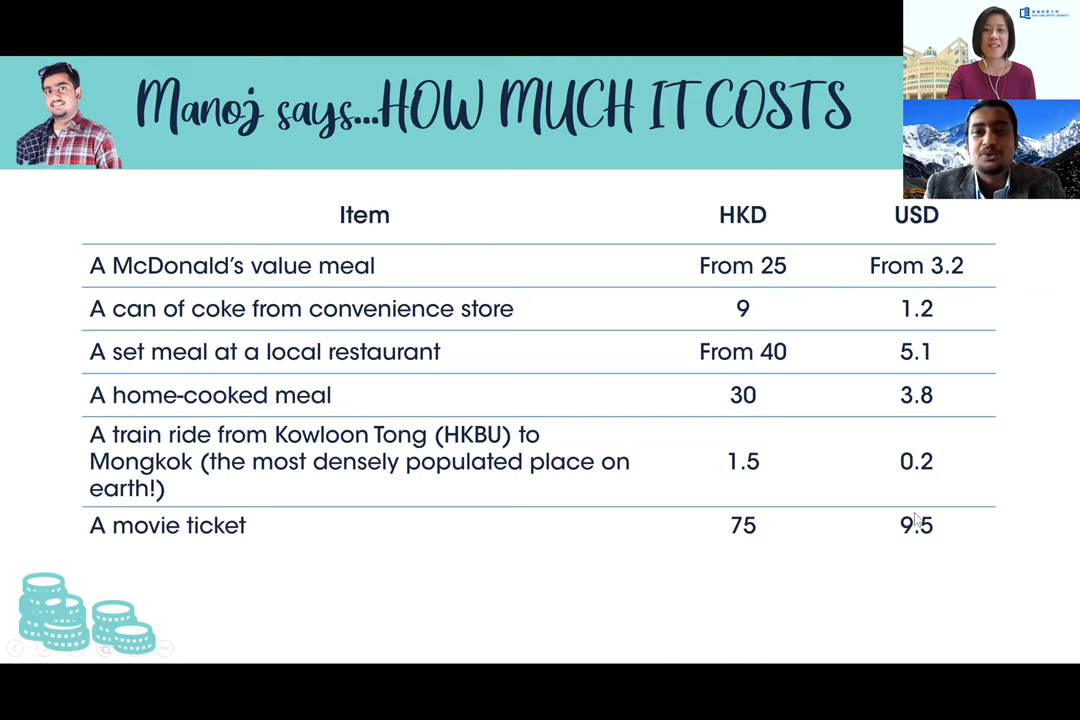 Manoj says...HOW MUCH IT COSTS
Item HKD USD
A McDonald's value meal From 25 From 3.2
A can of coke from convenience store 9 1.2
A set meal at a local restaurant From 40 5.1
A home-cooked meal 30 3.8
A train ride from Kowloon Tong (HKBU) to
Mongkok (the most densely populated place on 1.5 0.2
earth!)
A movie ticket 75 9.5